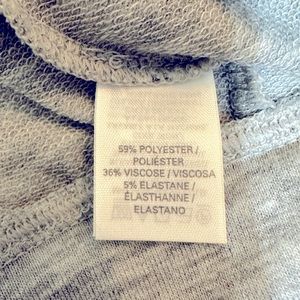 59% POLYESTER /
POLIÉSTER
36% VISCOSE / VISCOSA
5% ELASTANE /
ÉLASTHANNE /
ELASTANO